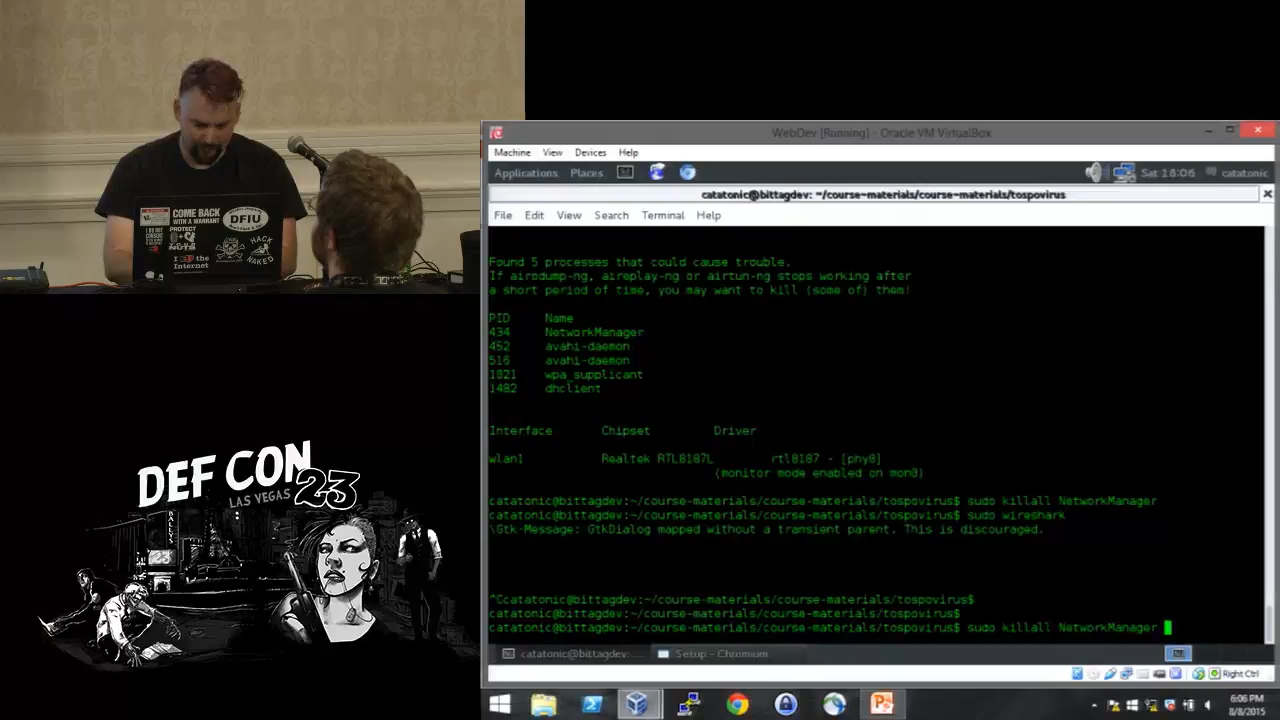 COME BACK
WITH A WARRANT
DFIU
PROTECT
YOUR
NUTS
HACK
NAKED
I the
Internet
DEF CON
LAS VEGAS 23
BALLYS
WebDev [Running] - Oracle VM VirtualBox
Machine View Devices Help
Applications Places
Sat 18:06 catatonic
catatonic@bittagdev: ~/course-materials/course-materials/tospovirus
File Edit View Search Terminal Help
Found 5 processes that could cause trouble.
If airodump-ng, aireplay-ng or airtun-ng stops working after
a short period of time, you may want to kill (some of) them!
PID Name
434 NetworkManager
452 avahi-daemon
516 avahi-daemon
1021 wpa_supplicant
1482 dhclient
Interface Chipset Driver
wlan1 Realtek RTL8187L rtl8187 - [phy0]
(monitor mode enabled on mon0)
catatonic@bittagdev:~/course-materials/course-materials/tospovirus$ sudo killall NetworkManager
catatonic@bittagdev:~/course-materials/course-materials/tospovirus$ sudo wireshark
\Gtk-Message: GtkDialog mapped without a transient parent. This is discouraged.
^Ccatatonic@bittagdev:~/course-materials/course-materials/tospovirus$
catatonic@bittagdev:~/course-materials/course-materials/tospovirus$
catatonic@bittagdev:~/course-materials/course-materials/tospovirus$ sudo killall NetworkManager
catatonic@bittagdev: ...
Setup - Chromium
Right Ctrl
6:06 PM
8/8/2015